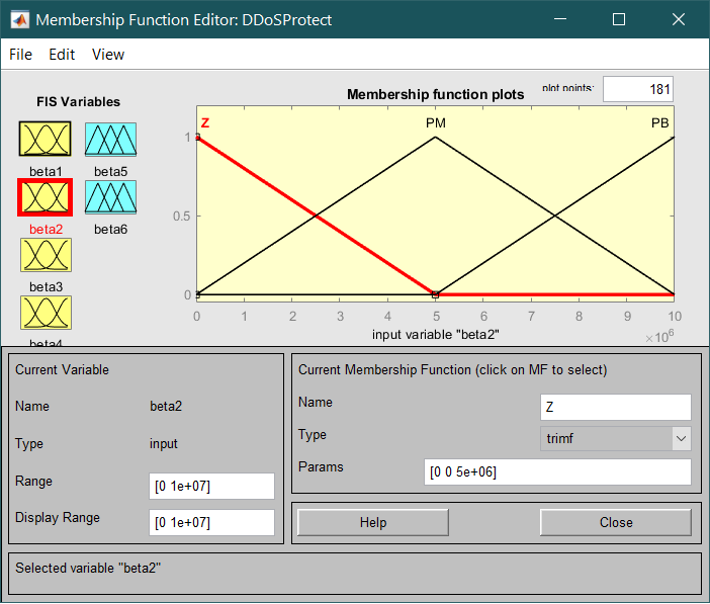 Membership Function Editor: DDoSProtect
File Edit View
FIS Variables
beta1 beta5
beta2 beta6
beta3
beta4
Membership function plots plot points: 181
Z PM PB
1
0.5
0
0 1 2 3 4 5 6 7 8 9 10
×10^6
input variable "beta2"
Current Variable
Name beta2
Type input
Range [0 1e+07]
Display Range [0 1e+07]
Current Membership Function (click on MF to select)
Name Z
Type trimf
Params [0 0 5e+06]
Help Close
Selected variable "beta2"